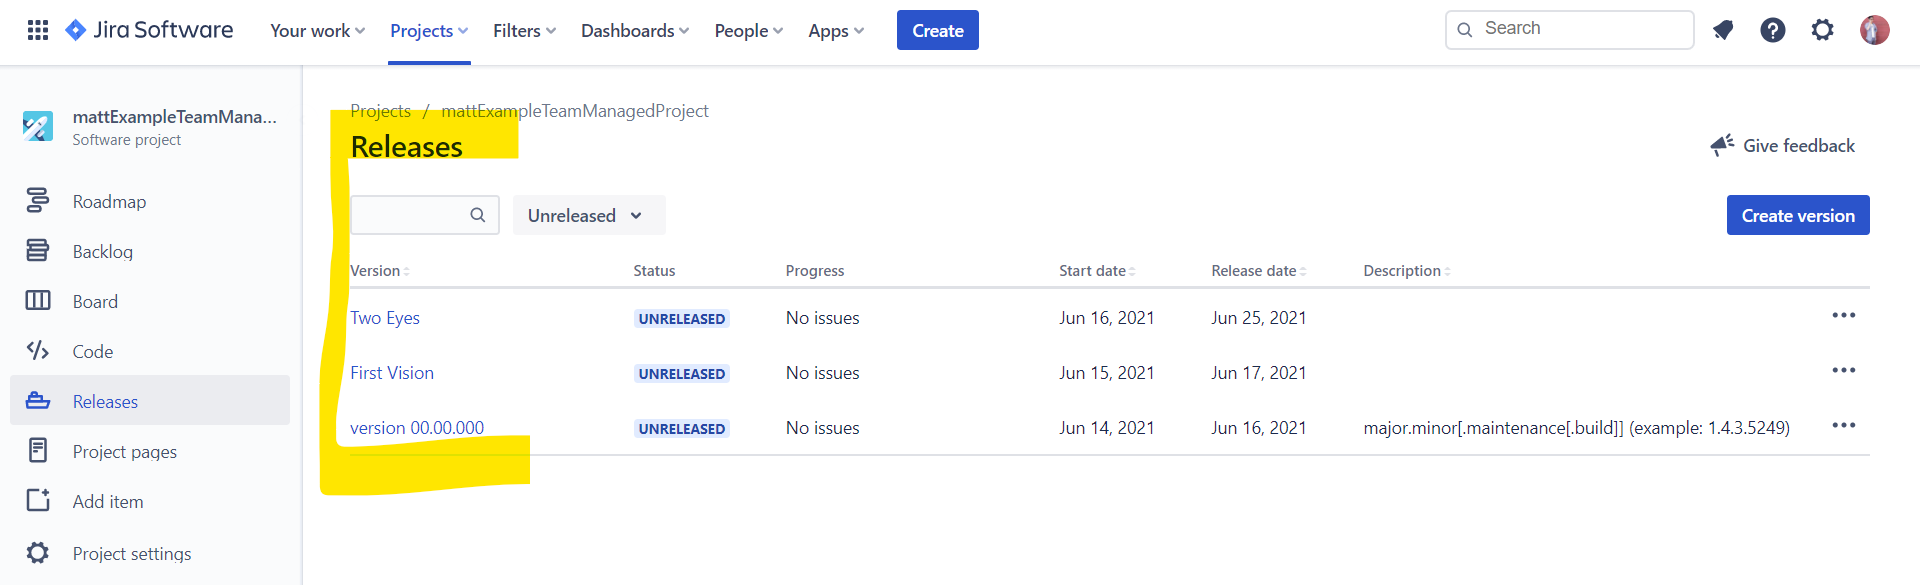 Jira Software Your work Projects Filters Dashboards People Apps Create Search
mattExampleTeamMana...
Software project
Roadmap
Backlog
Board
Code
Releases
Project pages
Add item
Project settings
Projects / mattExampleTeamManagedProject
Releases
Give feedback
Unreleased
Create version
Version Status Progress Start date Release date Description
Two Eyes UNRELEASED No issues Jun 16, 2021 Jun 25, 2021
First Vision UNRELEASED No issues Jun 15, 2021 Jun 17, 2021
version 00.00.000 UNRELEASED No issues Jun 14, 2021 Jun 16, 2021 major.minor[.maintenance[.build]] (example: 1.4.3.5249)